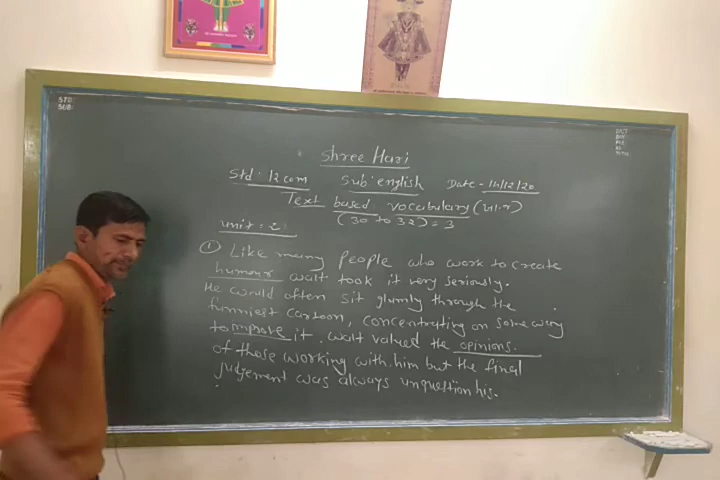 Shree Hari
Std: 12 com Sub: english Date - 11/12/20
Text based vocabulary
(30 to 32) = 3
unit = 2:
① Like many people who work to create
humour walt took it very seriously.
He would often sit glumly through the
funniest cartoon, concentrating on some way
to improve it. walt valued the opinions.
of those working with him but the final
judgement was always unquestion his.
STD:
SUB: